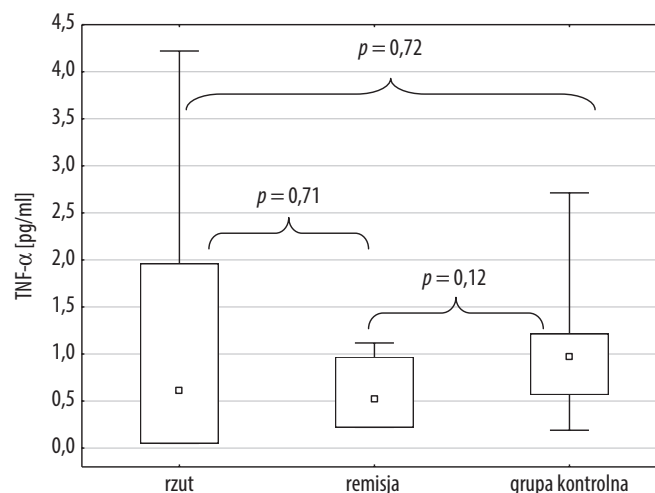 4,5
4,0
3,5
3,0
2,5
2,0
1,5
1,0
0,5
0,0
TNF-α [pg/ml]
p = 0,72
p = 0,71
p = 0,12
rzut remisja grupa kontrolna